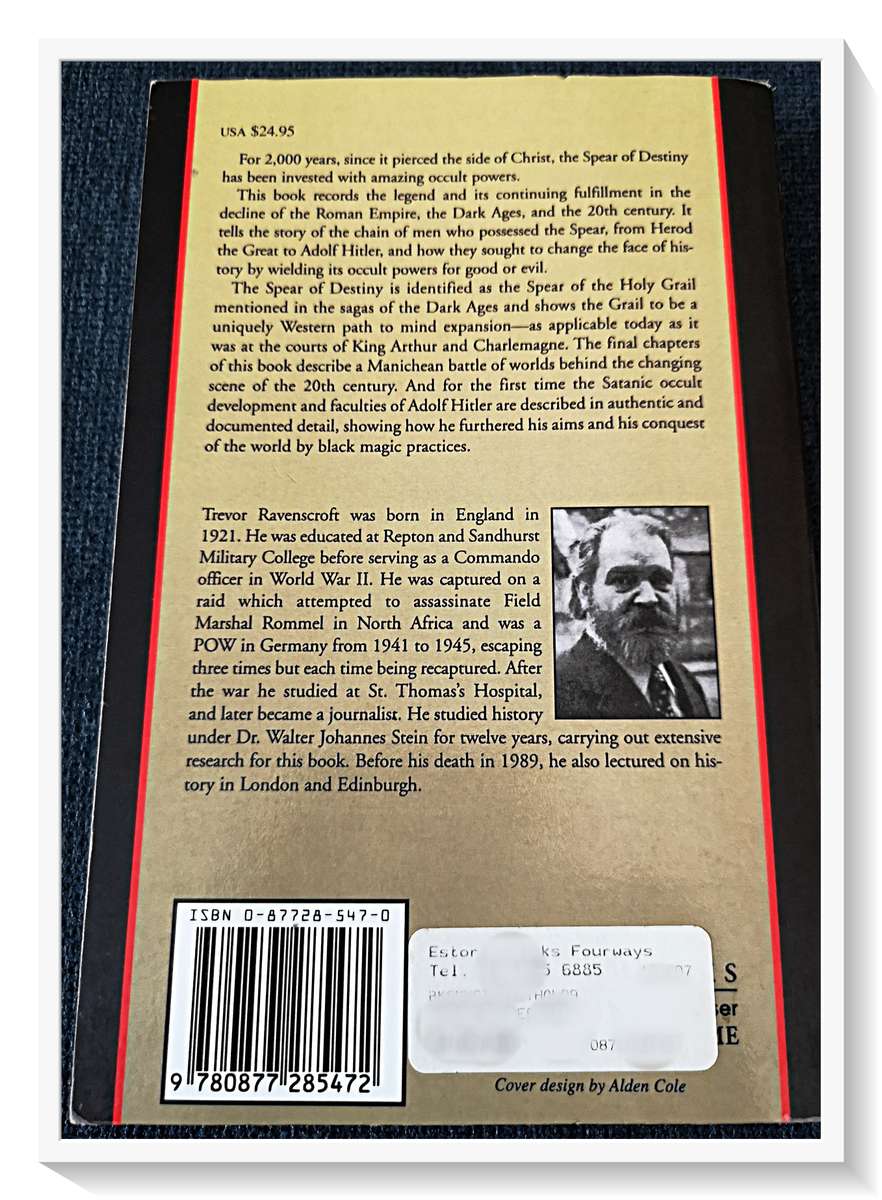 USA $24.95
For 2,000 years, since it pierced the side of Christ, the Spear of Destiny
has been invested with amazing occult powers.
This book records the legend and its continuing fulfillment in the
decline of the Roman Empire, the Dark Ages, and the 20th century. It
tells the story of the chain of men who possessed the Spear, from Herod
the Great to Adolf Hitler, and how they sought to change the face of his-
tory by wielding its occult powers for good or evil.
The Spear of Destiny is identified as the Spear of the Holy Grail
mentioned in the sagas of the Dark Ages and shows the Grail to be a
uniquely Western path to mind expansion—as applicable today as it
was at the courts of King Arthur and Charlemagne. The final chapters
of this book describe a Manichean battle of worlds behind the changing
scene of the 20th century. And for the first time the Satanic occult
development and faculties of Adolf Hitler are described in authentic and
documented detail, showing how he furthered his aims and his conquest
of the world by black magic practices.
Trevor Ravenscroft was born in England in
1921. He was educated at Repton and Sandhurst
Military College before serving as a Commando
officer in World War II. He was captured on a
raid which attempted to assassinate Field
Marshal Rommel in North Africa and was a
POW in Germany from 1941 to 1945, escaping
three times but each time being recaptured. After
the war he studied at St. Thomas's Hospital,
and later became a journalist. He studied history
under Dr. Walter Johannes Stein for twelve years, carrying out extensive
research for this book. Before his death in 1989, he also lectured on his-
tory in London and Edinburgh.
ISBN 0-87728-547-0
9 780877 285472
Estor ks Fourways
Tel. 6885
087
S
ser
ME
Cover design by Alden Cole